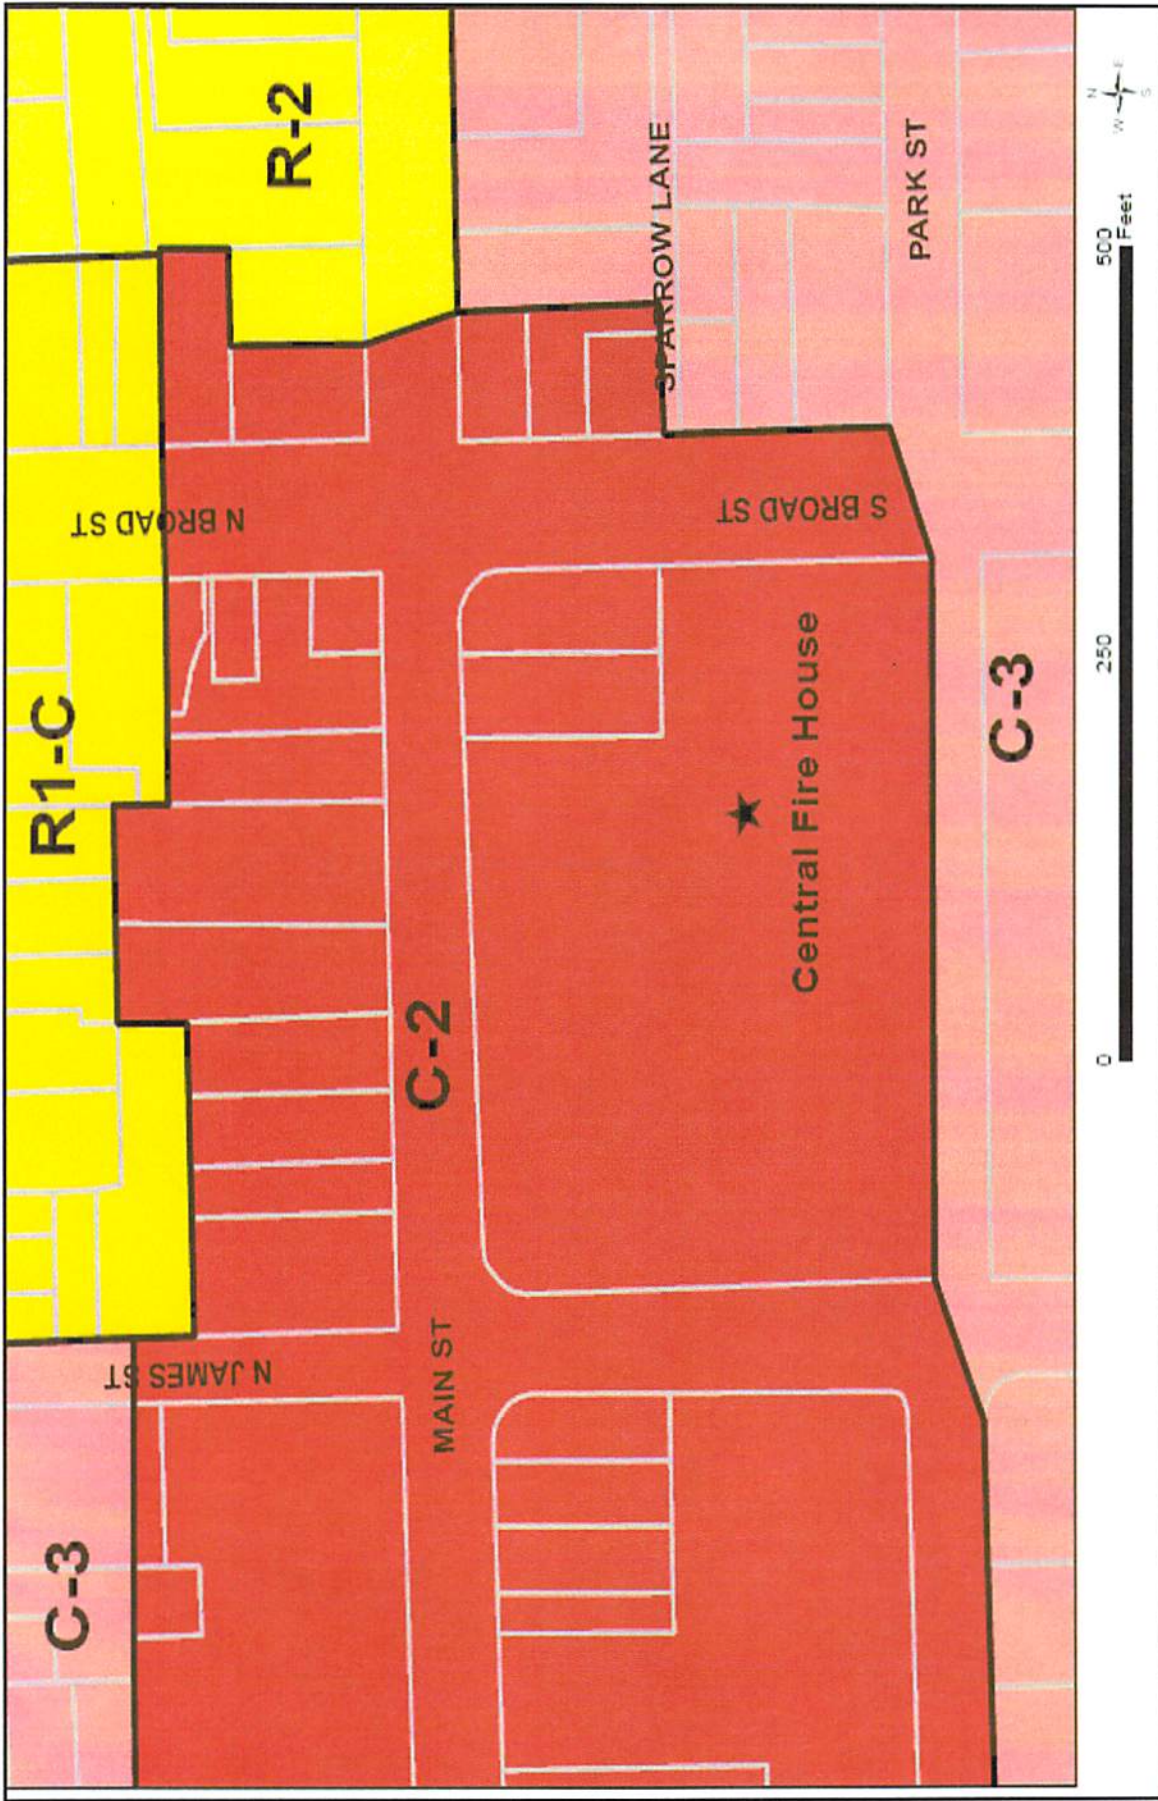 R1-C
R-2
C-3
N JAMES ST
N BROAD ST
C-2
MAIN ST
SPARROW LANE
S BROAD ST
Central Fire House
PARK ST
C-3
0 250 500
Feet
N
W E
S